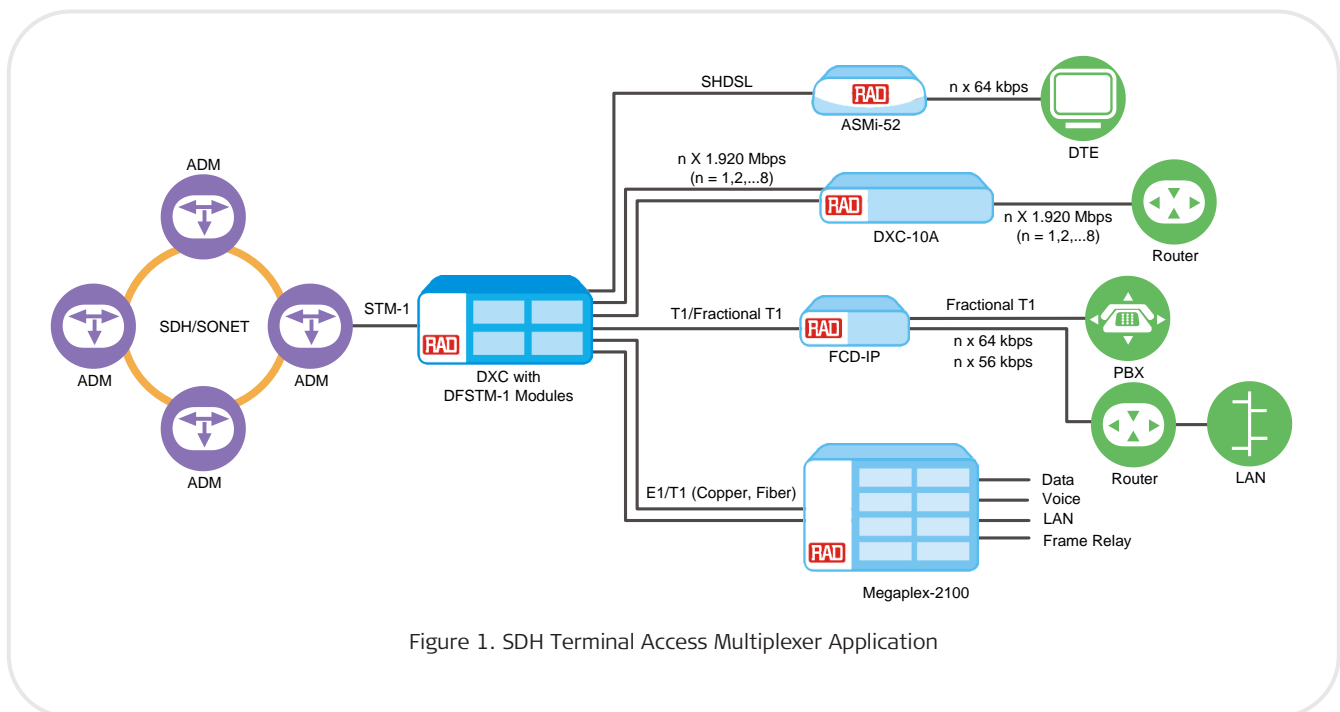 SHDSL
RAD
n x 64 kbps
ASMi-52
DTE
ADM
n X 1.920 Mbps
(n = 1,2,...8)
RAD
DXC-10A
n X 1.920 Mbps
(n = 1,2,...8)
Router
ADM
SDH/SONET
ADM
STM-1
RAD
DXC with
DFSTM-1 Modules
T1/Fractional T1
RAD
FCD-IP
Fractional T1
n x 64 kbps
n x 56 kbps
PBX
Router
LAN
ADM
E1/T1 (Copper, Fiber)
RAD
Megaplex-2100
Data
Voice
LAN
Frame Relay
Figure 1. SDH Terminal Access Multiplexer Application